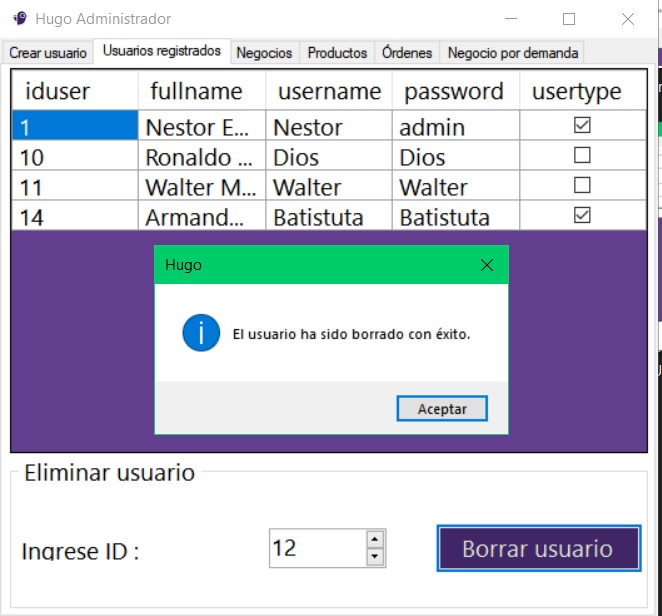 Hugo Administrador
Crear usuario Usuarios registrados Negocios Productos Órdenes Negocio por demanda
iduser fullname username password usertype
1 Nestor E... Nestor admin
10 Ronaldo ... Dios Dios
11 Walter M... Walter Walter
14 Armand... Batistuta Batistuta
Hugo
El usuario ha sido borrado con éxito.
Aceptar
Eliminar usuario
Ingrese ID : 12 Borrar usuario